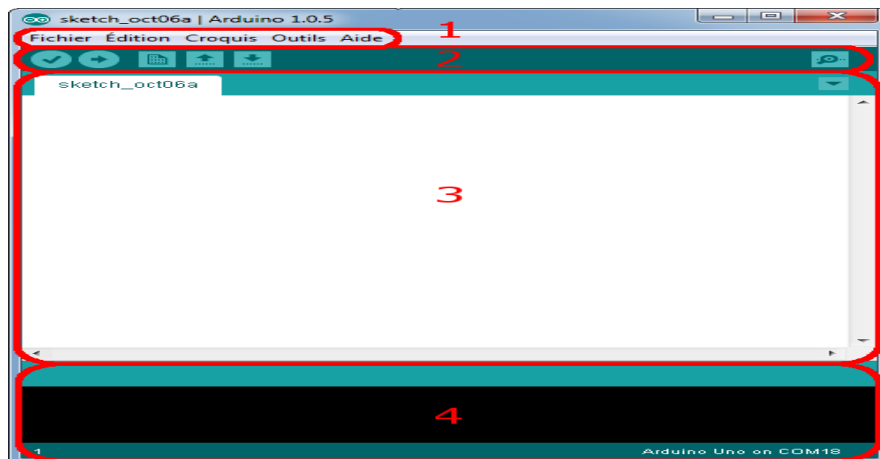 sketch_oct06a | Arduino 1.0.5
Fichier Édition Croquis Outils Aide
1
2
sketch_oct06a
3
4
1 Arduino Uno on COM18